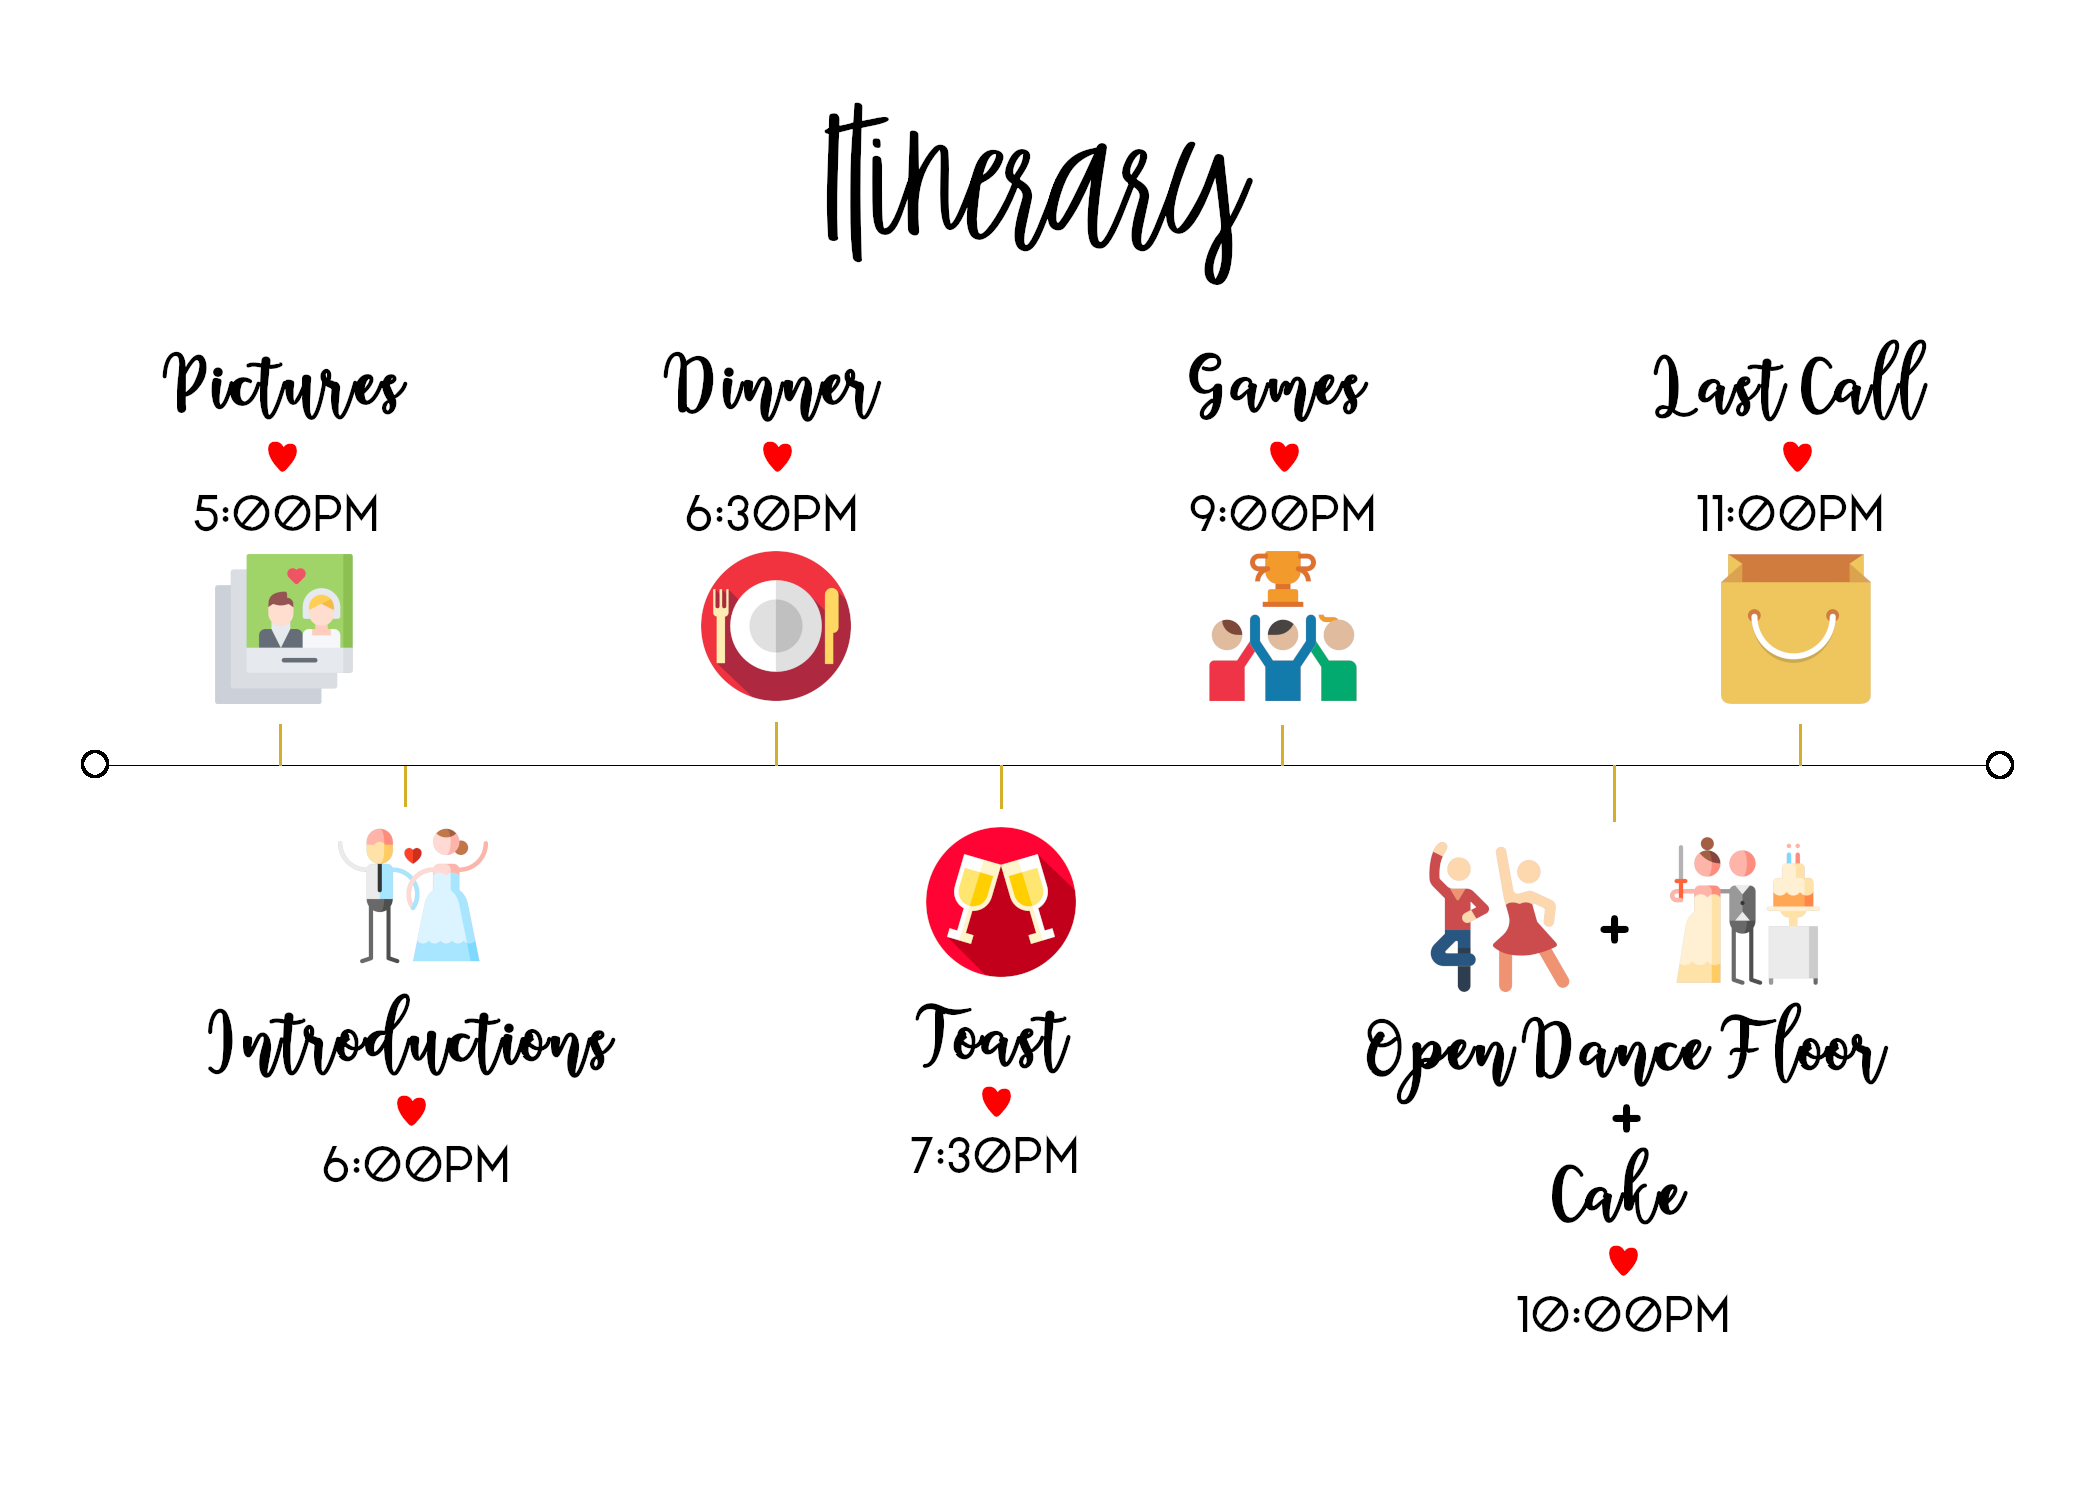 Itinerary
Pictures
5:00PM
Dinner
6:30PM
Games
9:00PM
Last Call
11:00PM
Introductions
6:00PM
Toast
7:30PM
+
Open Dance Floor
+
Cake
10:00PM